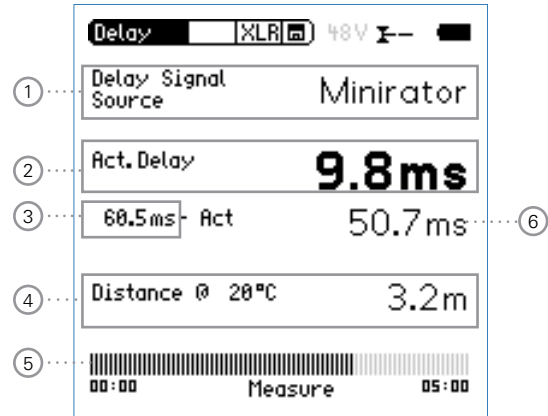 Delay XLR 48V
1 Delay Signal Source Minirator
2 Act.Delay 9.8ms
3 60.5ms - Act 50.7ms 6
4 Distance @ 20°C 3.2m
5
00:00 Measure 05:00